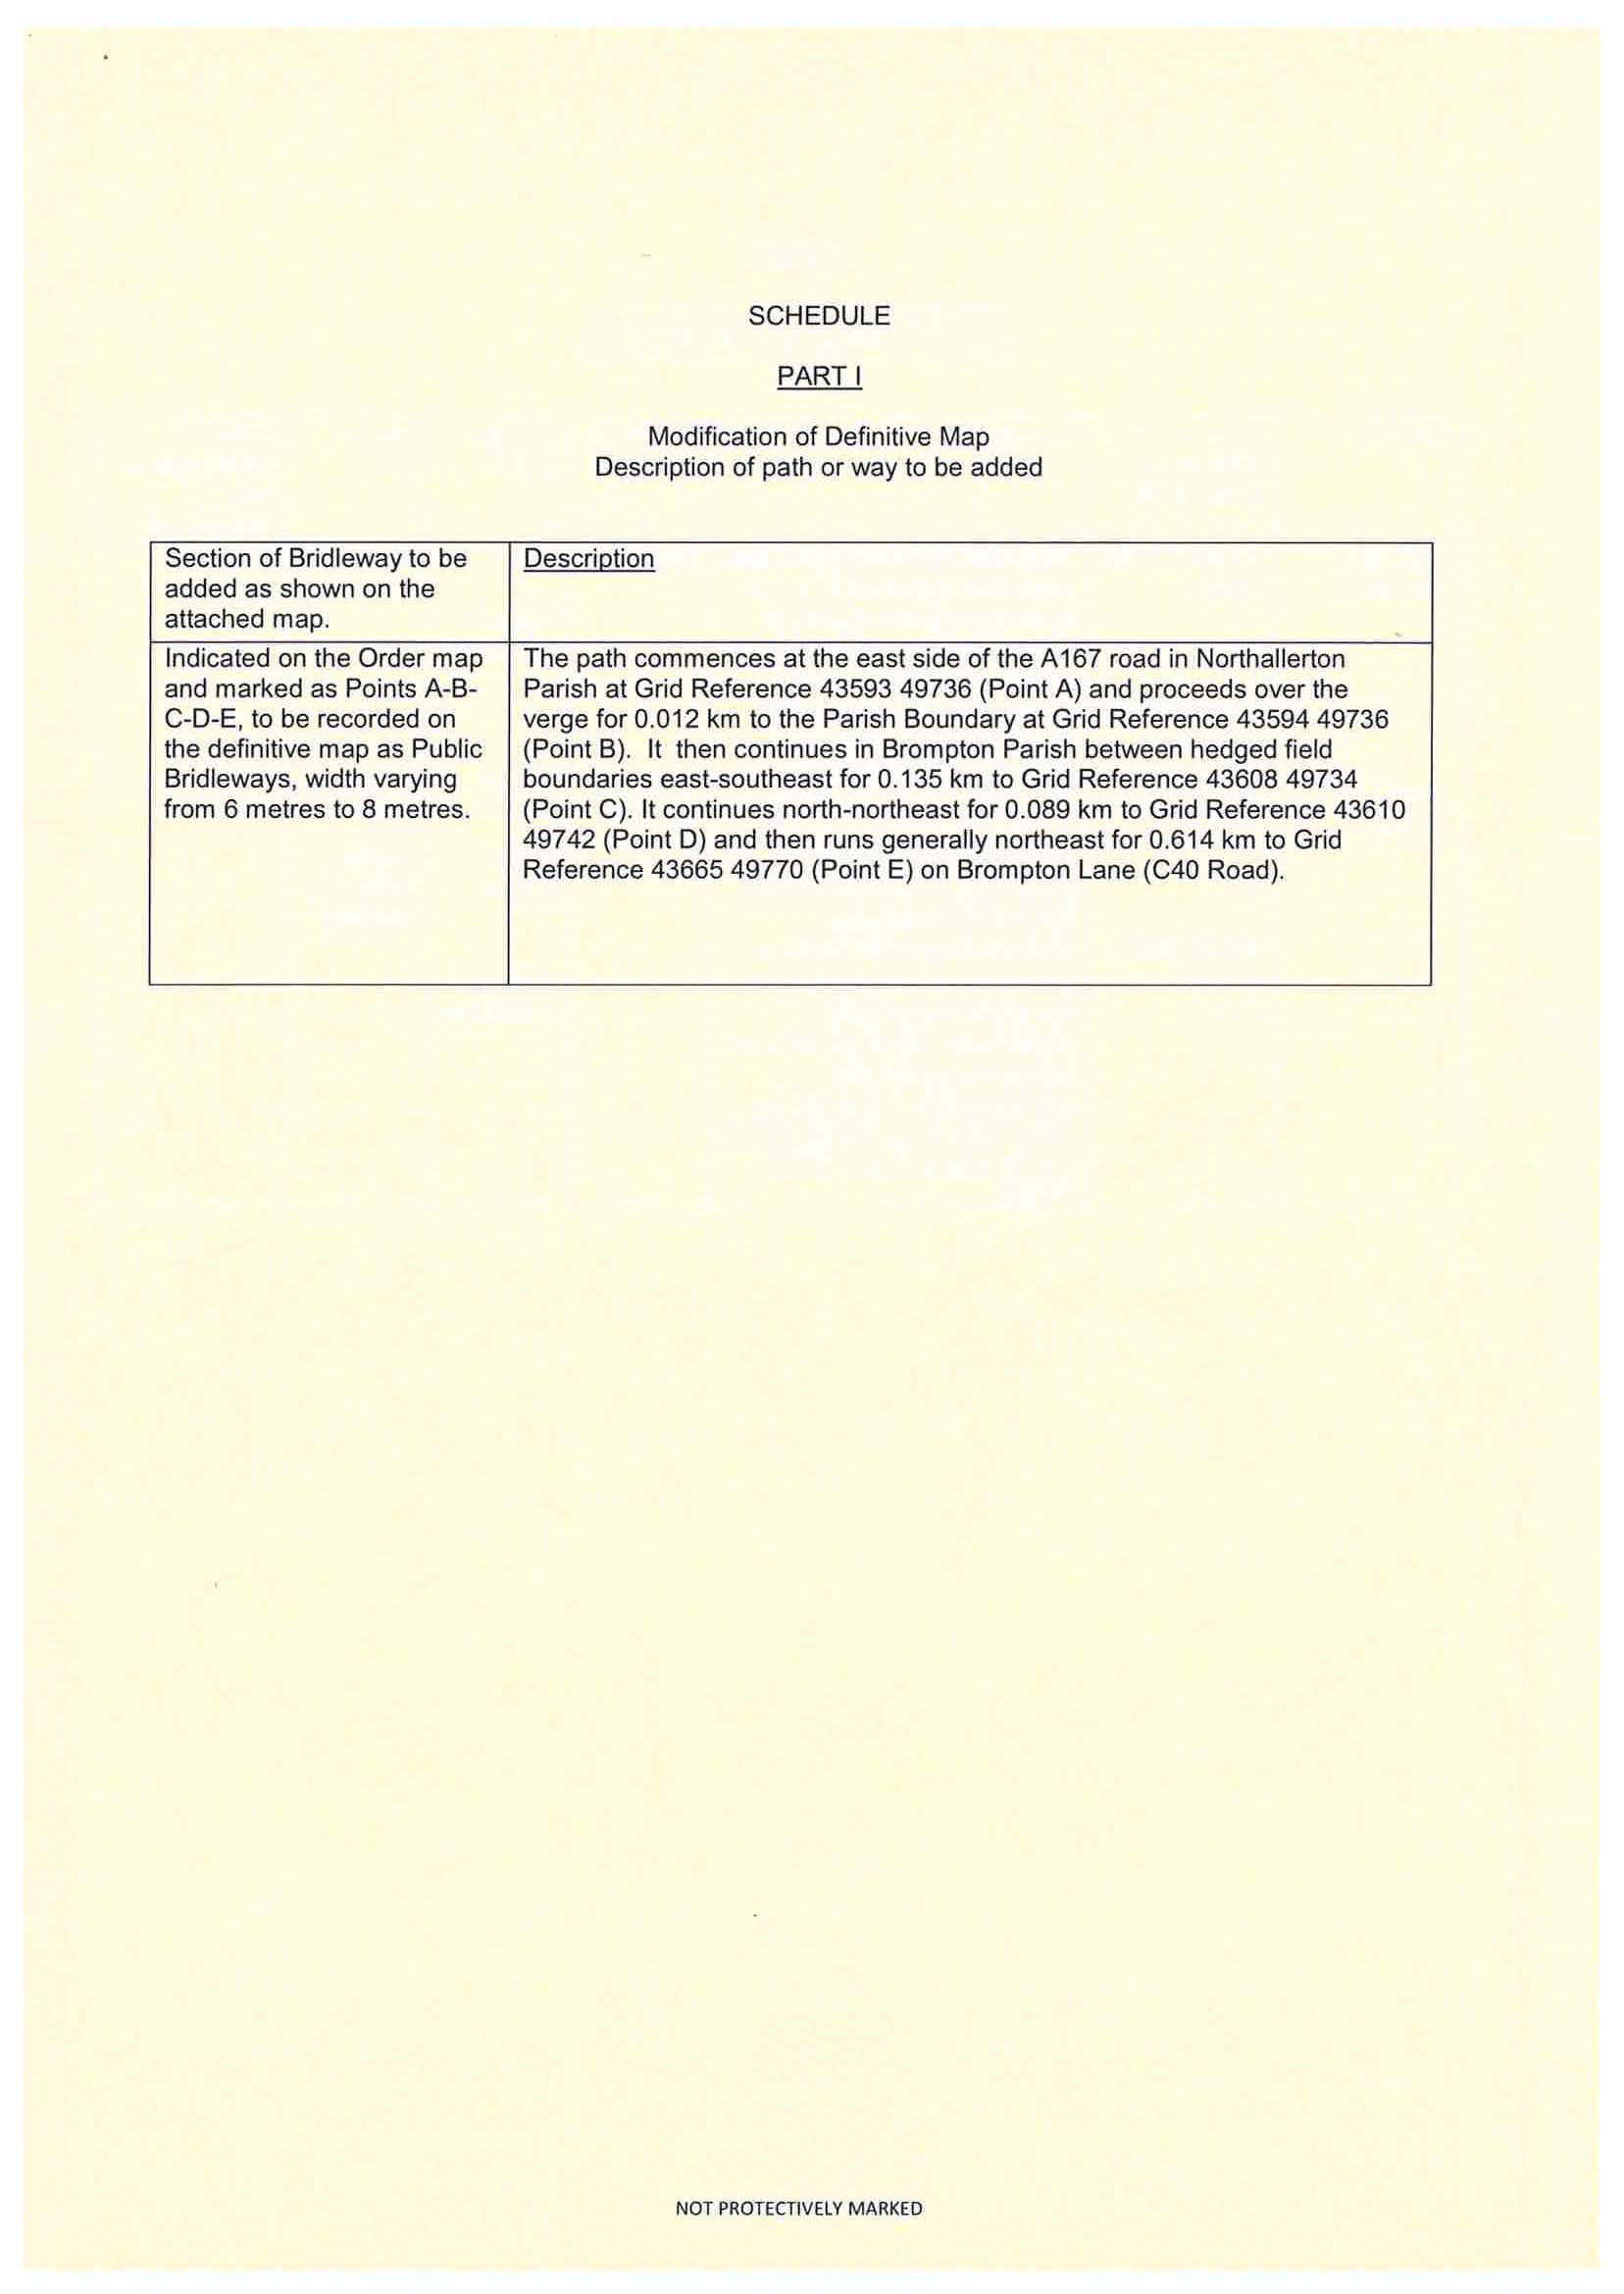 SCHEDULE
PART I
Modification of Definitive Map
Description of path or way to be added
Section of Bridleway to be
added as shown on the
attached map.
Description
Indicated on the Order map
and marked as Points A-B-
C-D-E, to be recorded on
the definitive map as Public
Bridleways, width varying
from 6 metres to 8 metres.
The path commences at the east side of the A167 road in Northallerton
Parish at Grid Reference 43593 49736 (Point A) and proceeds over the
verge for 0.012 km to the Parish Boundary at Grid Reference 43594 49736
(Point B). It then continues in Brompton Parish between hedged field
boundaries east-southeast for 0.135 km to Grid Reference 43608 49734
(Point C). It continues north-northeast for 0.089 km to Grid Reference 43610
49742 (Point D) and then runs generally northeast for 0.614 km to Grid
Reference 43665 49770 (Point E) on Brompton Lane (C40 Road).
NOT PROTECTIVELY MARKED